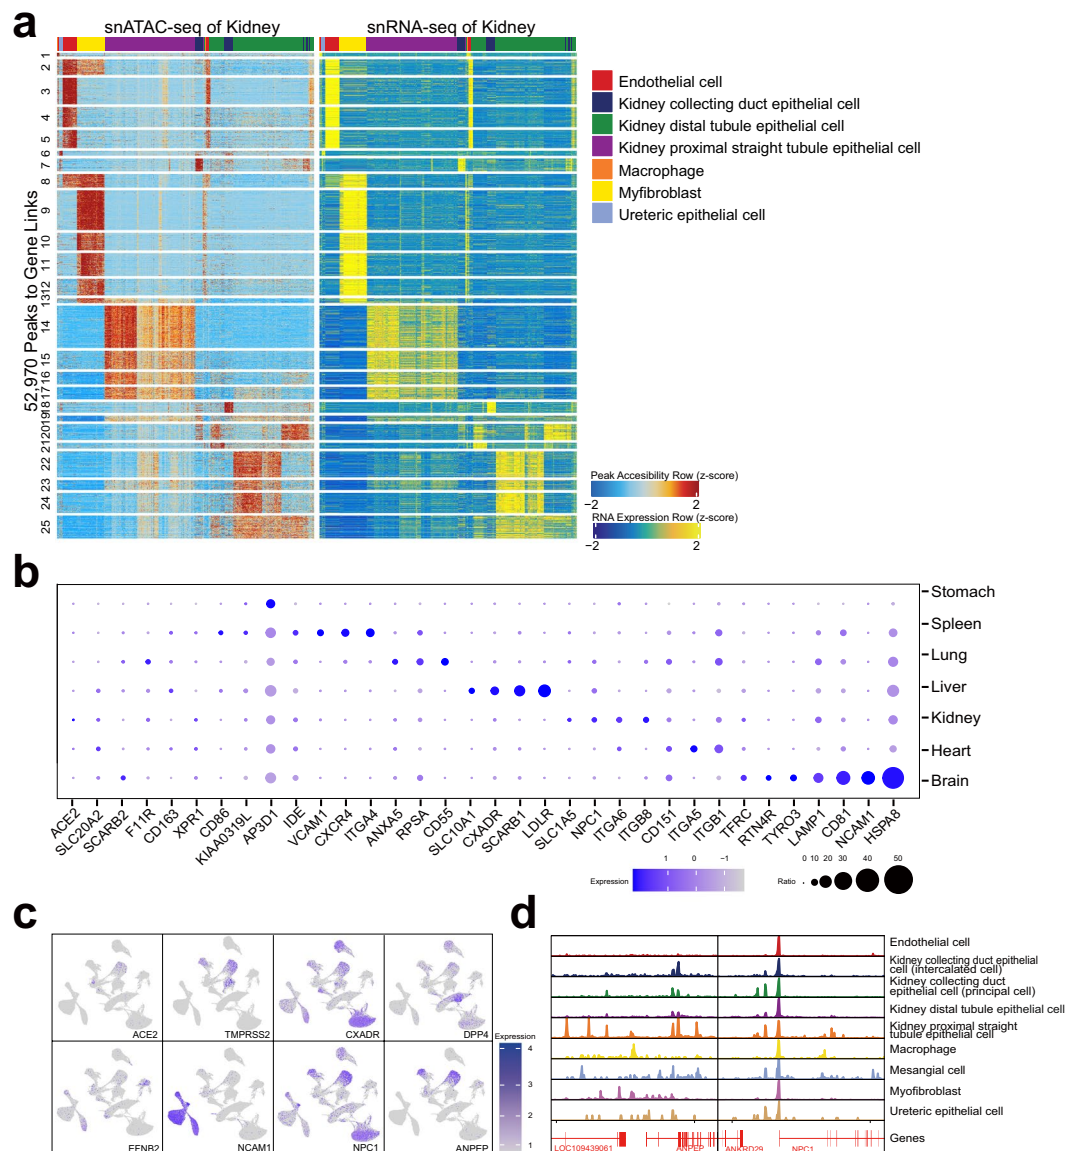 a
snATAC-seq of Kidney
snRNA-seq of Kidney
52,970 Peaks to Gene Links
1
2
3
4
5
6
7
8
9
10
11
12
13
14
15
16
17
18
19
20
21
22
23
24
25
Endothelial cell
Kidney collecting duct epithelial cell
Kidney distal tubule epithelial cell
Kidney proximal straight tubule epithelial cell
Macrophage
Myfibroblast
Ureteric epithelial cell
Peak Accesibility Row (z-score)
−2 2
RNA Expression Row (z-score)
−2 2
b
Stomach
Spleen
Lung
Liver
Kidney
Heart
Brain
ACE2 SLC20A2 SCARB2 F11R CD163 XPR1 CD86 KIAA0319L AP3D1 IDE VCAM1 CXCR4 ITGA4 ANXA5 RPSA CD55 SLC10A1 CXADR SCARB1 LDLR SLC1A5 NPC1 ITGA6 ITGB8 CD151 ITGA5 ITGB1 TFRC RTN4R TYRO3 LAMP1 CD81 NCAM1 HSPA8
1 0 −1
Expression
0 10 20 30 40 50
Ratio
c
ACE2
TMPRSS2
CXADR
DPP4
EFNB2
NCAM1
NPC1
ANPEP
Expression
4
3
2
1
d
Endothelial cell
Kidney collecting duct epithelial
cell (intercalated cell)
Kidney collecting duct
epithelial cell (principal cell)
Kidney distal tubule epithelial cell
Kidney proximal straight
tubule epithelial cell
Macrophage
Mesangial cell
Myofibroblast
Ureteric epithelial cell
Genes
LOC109439061
ANPEP
ANKRD29
NPC1